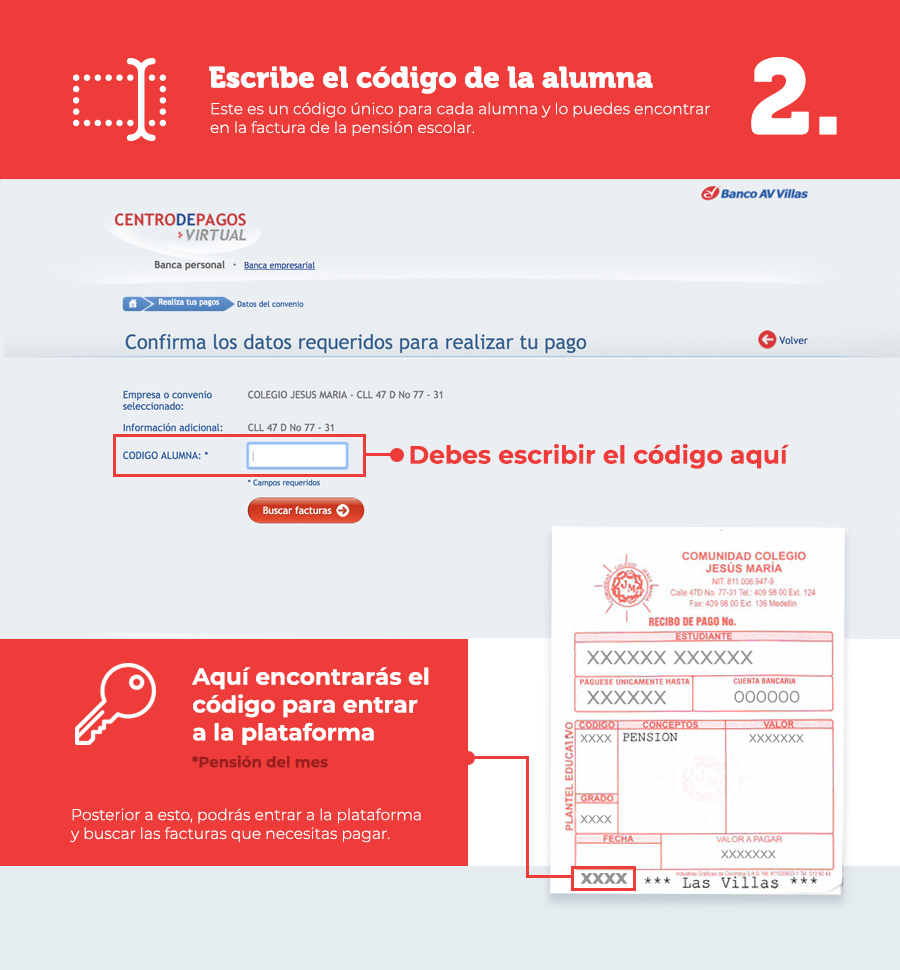 Escribe el código de la alumna
Este es un código único para cada alumna y lo puedes encontrar
en la factura de la pensión escolar.
2.
Banco AV Villas
CENTRODEPAGOS
VIRTUAL
Banca personal · Banca empresarial
Realiza tus pagos Datos del convenio
Confirma los datos requeridos para realizar tu pago
Volver
Empresa o convenio
seleccionado:
COLEGIO JESUS MARIA - CLL 47 D No 77 - 31
Información adicional: CLL 47 D No 77 - 31
CODIGO ALUMNA: *
Debes escribir el código aquí
* Campos requeridos
Buscar facturas
COMUNIDAD COLEGIO
JESÚS MARÍA
NIT. 811.006.947-9
Calle 47D No. 77-31 Tel.: 409 98 00 Ext. 124
Fax: 409 98 00 Ext. 136 Medellín
RECIBO DE PAGO No.
ESTUDIANTE
XXXXXX XXXXXX
PÁGUESE ÚNICAMENTE HASTA CUENTA BANCARIA
XXXXXX 000000
PLANTEL EDUCATIVO
CODIGO CONCEPTOS VALOR
XXXX PENSION XXXXXXX
GRADO
XXXX
FECHA VALOR A PAGAR
XXXXXXX
XXXX *** Las Villas ***
Aquí encontrarás el
código para entrar
a la plataforma
*Pensión del mes
Posterior a esto, podrás entrar a la plataforma
y buscar las facturas que necesitas pagar.